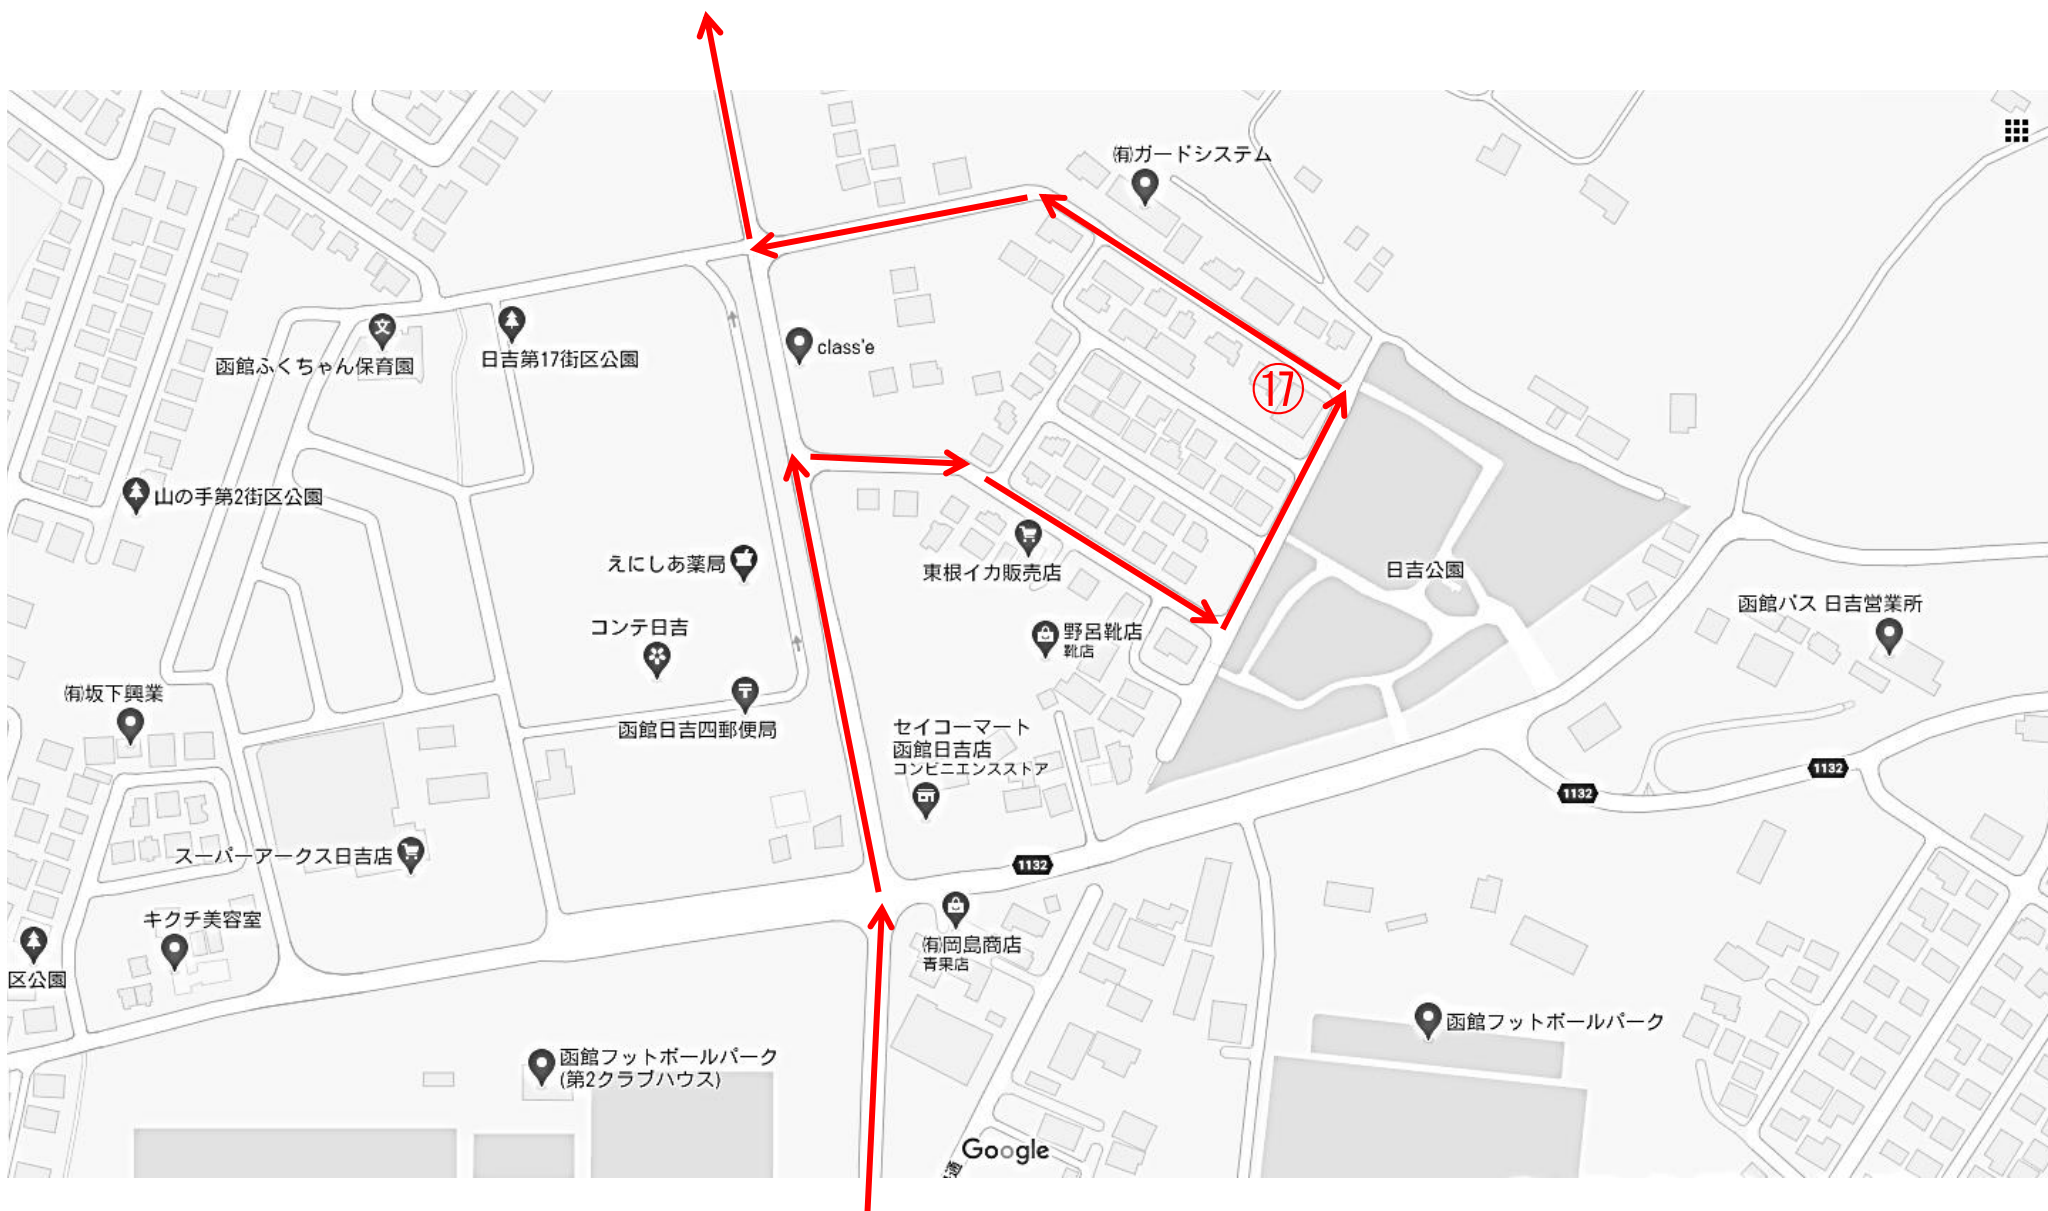 ㈲ガードシステム
class'e
函館ふくちゃん保育園
日吉第17街区公園
⑰
山の手第2街区公園
えにしあ薬局
東根イカ販売店
日吉公園
函館バス 日吉営業所
コンテ日吉
野呂靴店
靴店
㈲坂下興業
函館日吉四郵便局
セイコーマート
函館日吉店
コンビニエンスストア
1132
1132
スーパーアークス日吉店
1132
キクチ美容室
㈲岡島商店
青果店
区公園
函館フットボールパーク
函館フットボールパーク
(第2クラブハウス)
Google